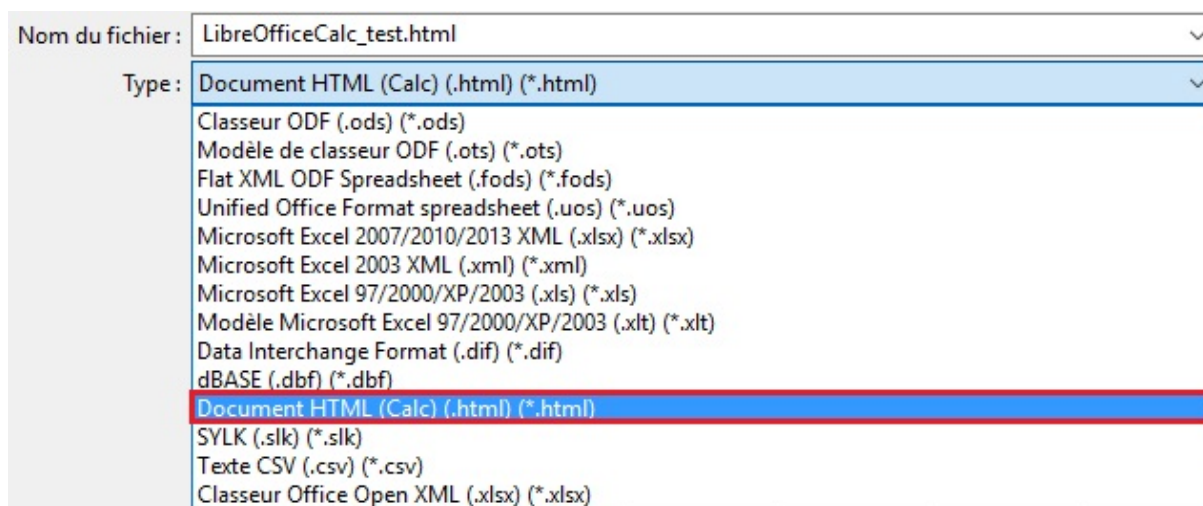 Nom du fichier : LibreOfficeCalc_test.html
Type : Document HTML (Calc) (.html) (*.html)
Classeur ODF (.ods) (*.ods)
Modèle de classeur ODF (.ots) (*.ots)
Flat XML ODF Spreadsheet (.fods) (*.fods)
Unified Office Format spreadsheet (.uos) (*.uos)
Microsoft Excel 2007/2010/2013 XML (.xlsx) (*.xlsx)
Microsoft Excel 2003 XML (.xml) (*.xml)
Microsoft Excel 97/2000/XP/2003 (.xls) (*.xls)
Modèle Microsoft Excel 97/2000/XP/2003 (.xlt) (*.xlt)
Data Interchange Format (.dif) (*.dif)
dBASE (.dbf) (*.dbf)
Document HTML (Calc) (.html) (*.html)
SYLK (.slk) (*.slk)
Texte CSV (.csv) (*.csv)
Classeur Office Open XML (.xlsx) (*.xlsx)